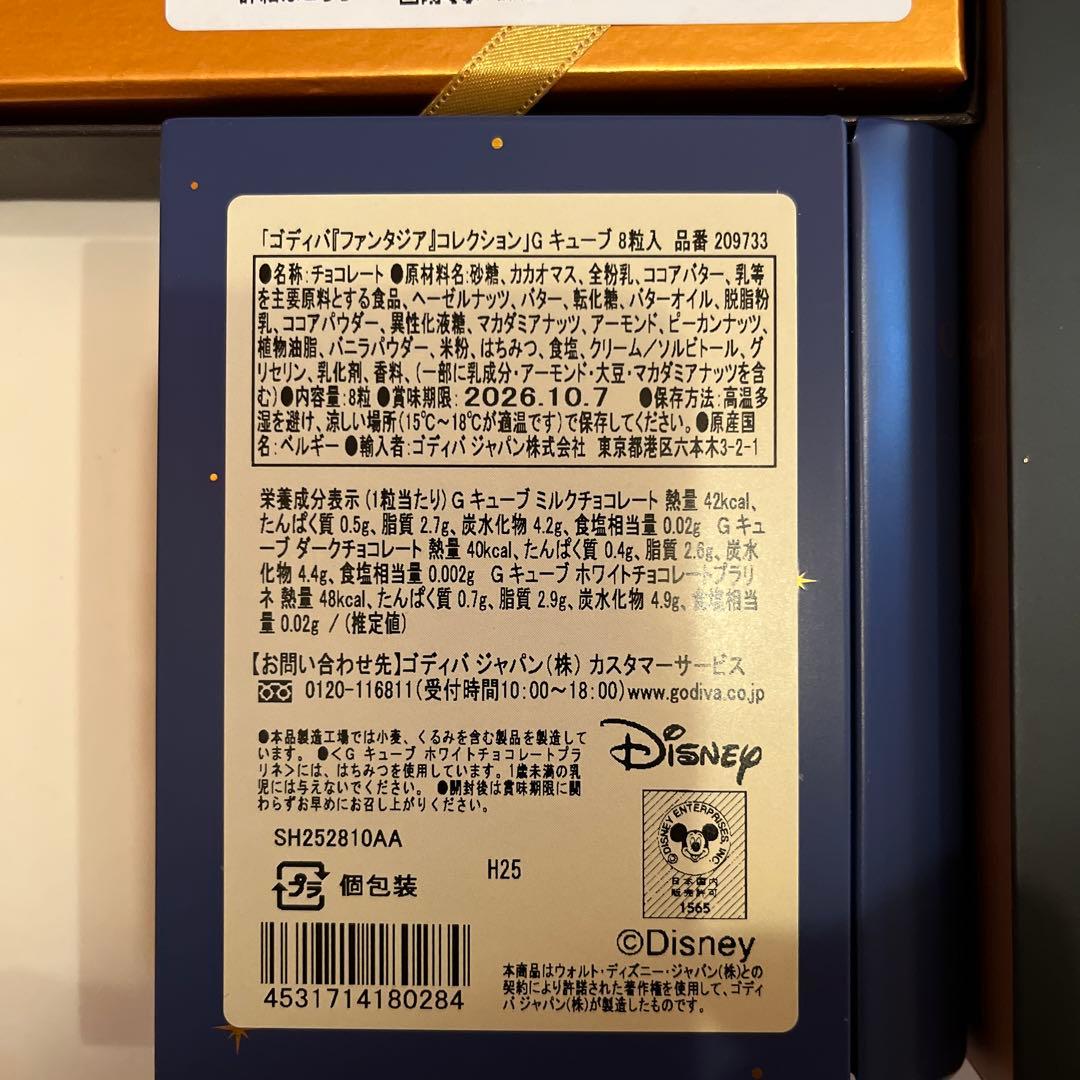 「ゴディバ『ファンタジア』コレクション」G キューブ 8粒入 品番 209733
●名称:チョコレート ●原材料名:砂糖、カカオマス、全粉乳、ココアバター、乳等
を主要原料とする食品、ヘーゼルナッツ、バター、転化糖、バターオイル、脱脂粉
乳、ココアパウダー、異性化液糖、マカダミアナッツ、アーモンド、ピーカンナッツ、
植物油脂、バニラパウダー、米粉、はちみつ、食塩、クリーム/ソルビトール、グ
リセリン、乳化剤、香料、(一部に乳成分・アーモンド・大豆・マカダミアナッツを含
む)●内容量:8粒 ●賞味期限: 2026.10.7 ●保存方法:高温多
湿を避け、涼しい場所(15℃~18℃が適温です)で保存してください。●原産国
名:ベルギー ●輸入者:ゴディバ ジャパン株式会社 東京都港区六本木3-2-1
栄養成分表示 (1粒当たり) G キューブ ミルクチョコレート 熱量 42kcal、
たんぱく質 0.5g、脂質 2.7g、炭水化物 4.2g、食塩相当量 0.02g G キュ
ーブ ダークチョコレート 熱量 40kcal、たんぱく質 0.4g、脂質 2.6g、炭水
化物 4.4g、食塩相当量 0.002g G キューブ ホワイトチョコレートプラリ
ネ 熱量 48kcal、たんぱく質 0.7g、脂質 2.9g、炭水化物 4.9g、食塩相当
量 0.02g / (推定値)
【お問い合わせ先】ゴディバ ジャパン(株) カスタマーサービス
0120-116811(受付時間10:00~18:00)www.godiva.co.jp
●本品製造工場では小麦、くるみを含む製品を製造して
います。 ●<G キューブ ホワイトチョコレートプラ
リネ>には、はちみつを使用しています。1歳未満の乳
児には与えないでください。 ●開封後は賞味期限に関
わらずお早めにお召し上がりください。
Disney
SH252810AA
©DISNEY ENTERPRISES, INC.
日本国内
販売許可
1565
H25
プラ 個包装
©Disney
4531714180284
本商品はウォルト・ディズニー・ジャパン(株)との
契約により許諾された著作権を使用して、ゴディ
バ ジャパン(株)が製造したものです。